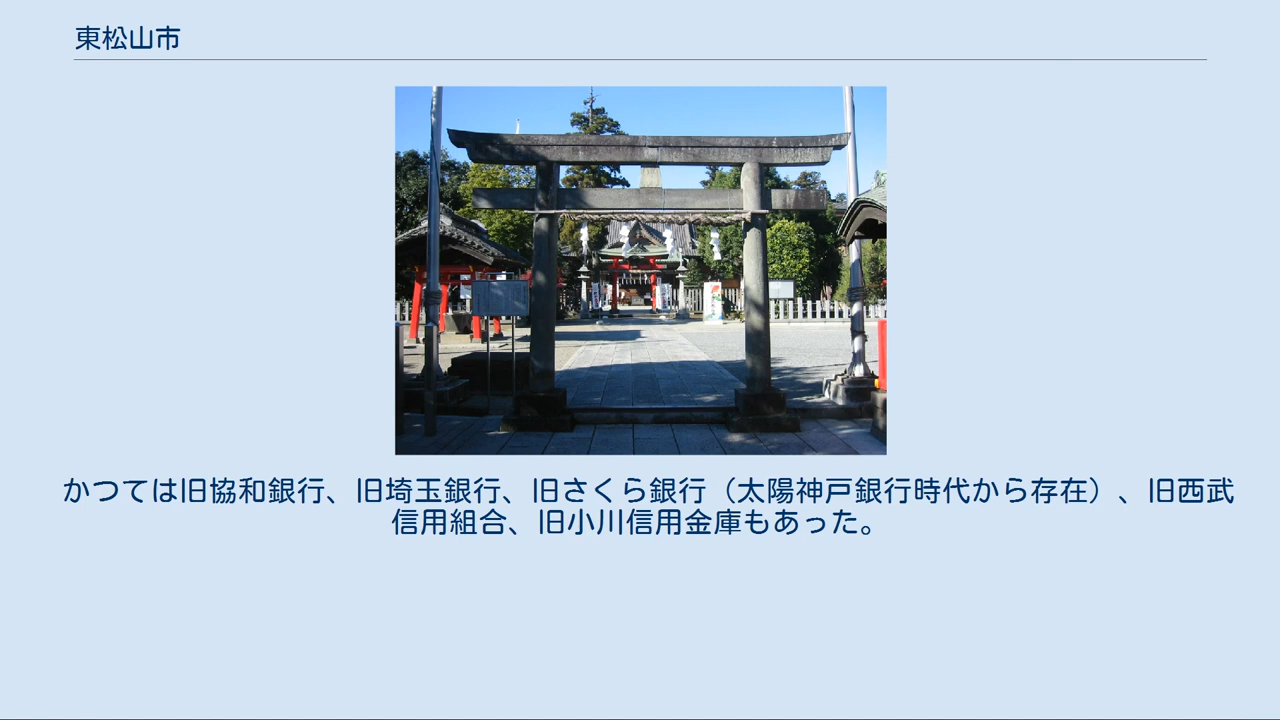 東松山市
かつては旧協和銀行、旧埼玉銀行、旧さくら銀行（太陽神戸銀行時代から存在）、旧西武
信用組合、旧小川信用金庫もあった。